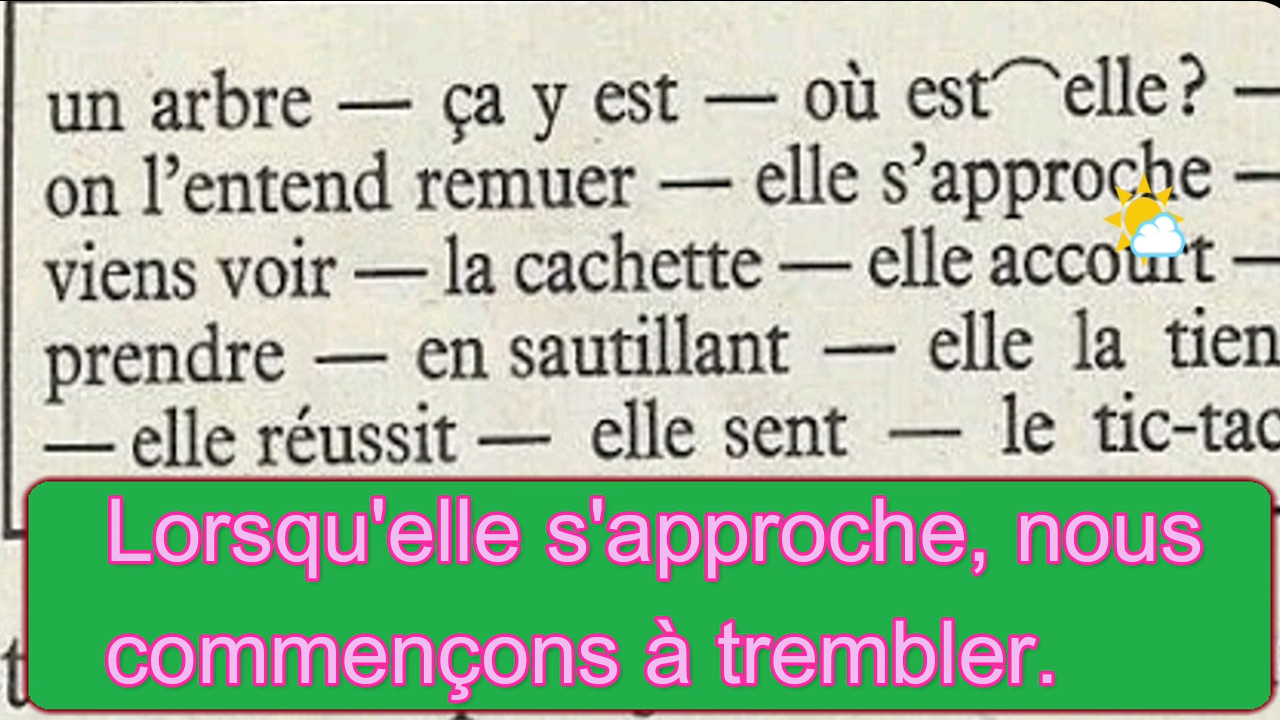 un arbre — ça y est — où est‿elle ? —
on l'entend remuer — elle s'approche —
viens voir — la cachette — elle accourt —
prendre — en sautillant — elle la tien
— elle réussit — elle sent — le tic-tac
Lorsqu'elle s'approche, nous
commençons à trembler.